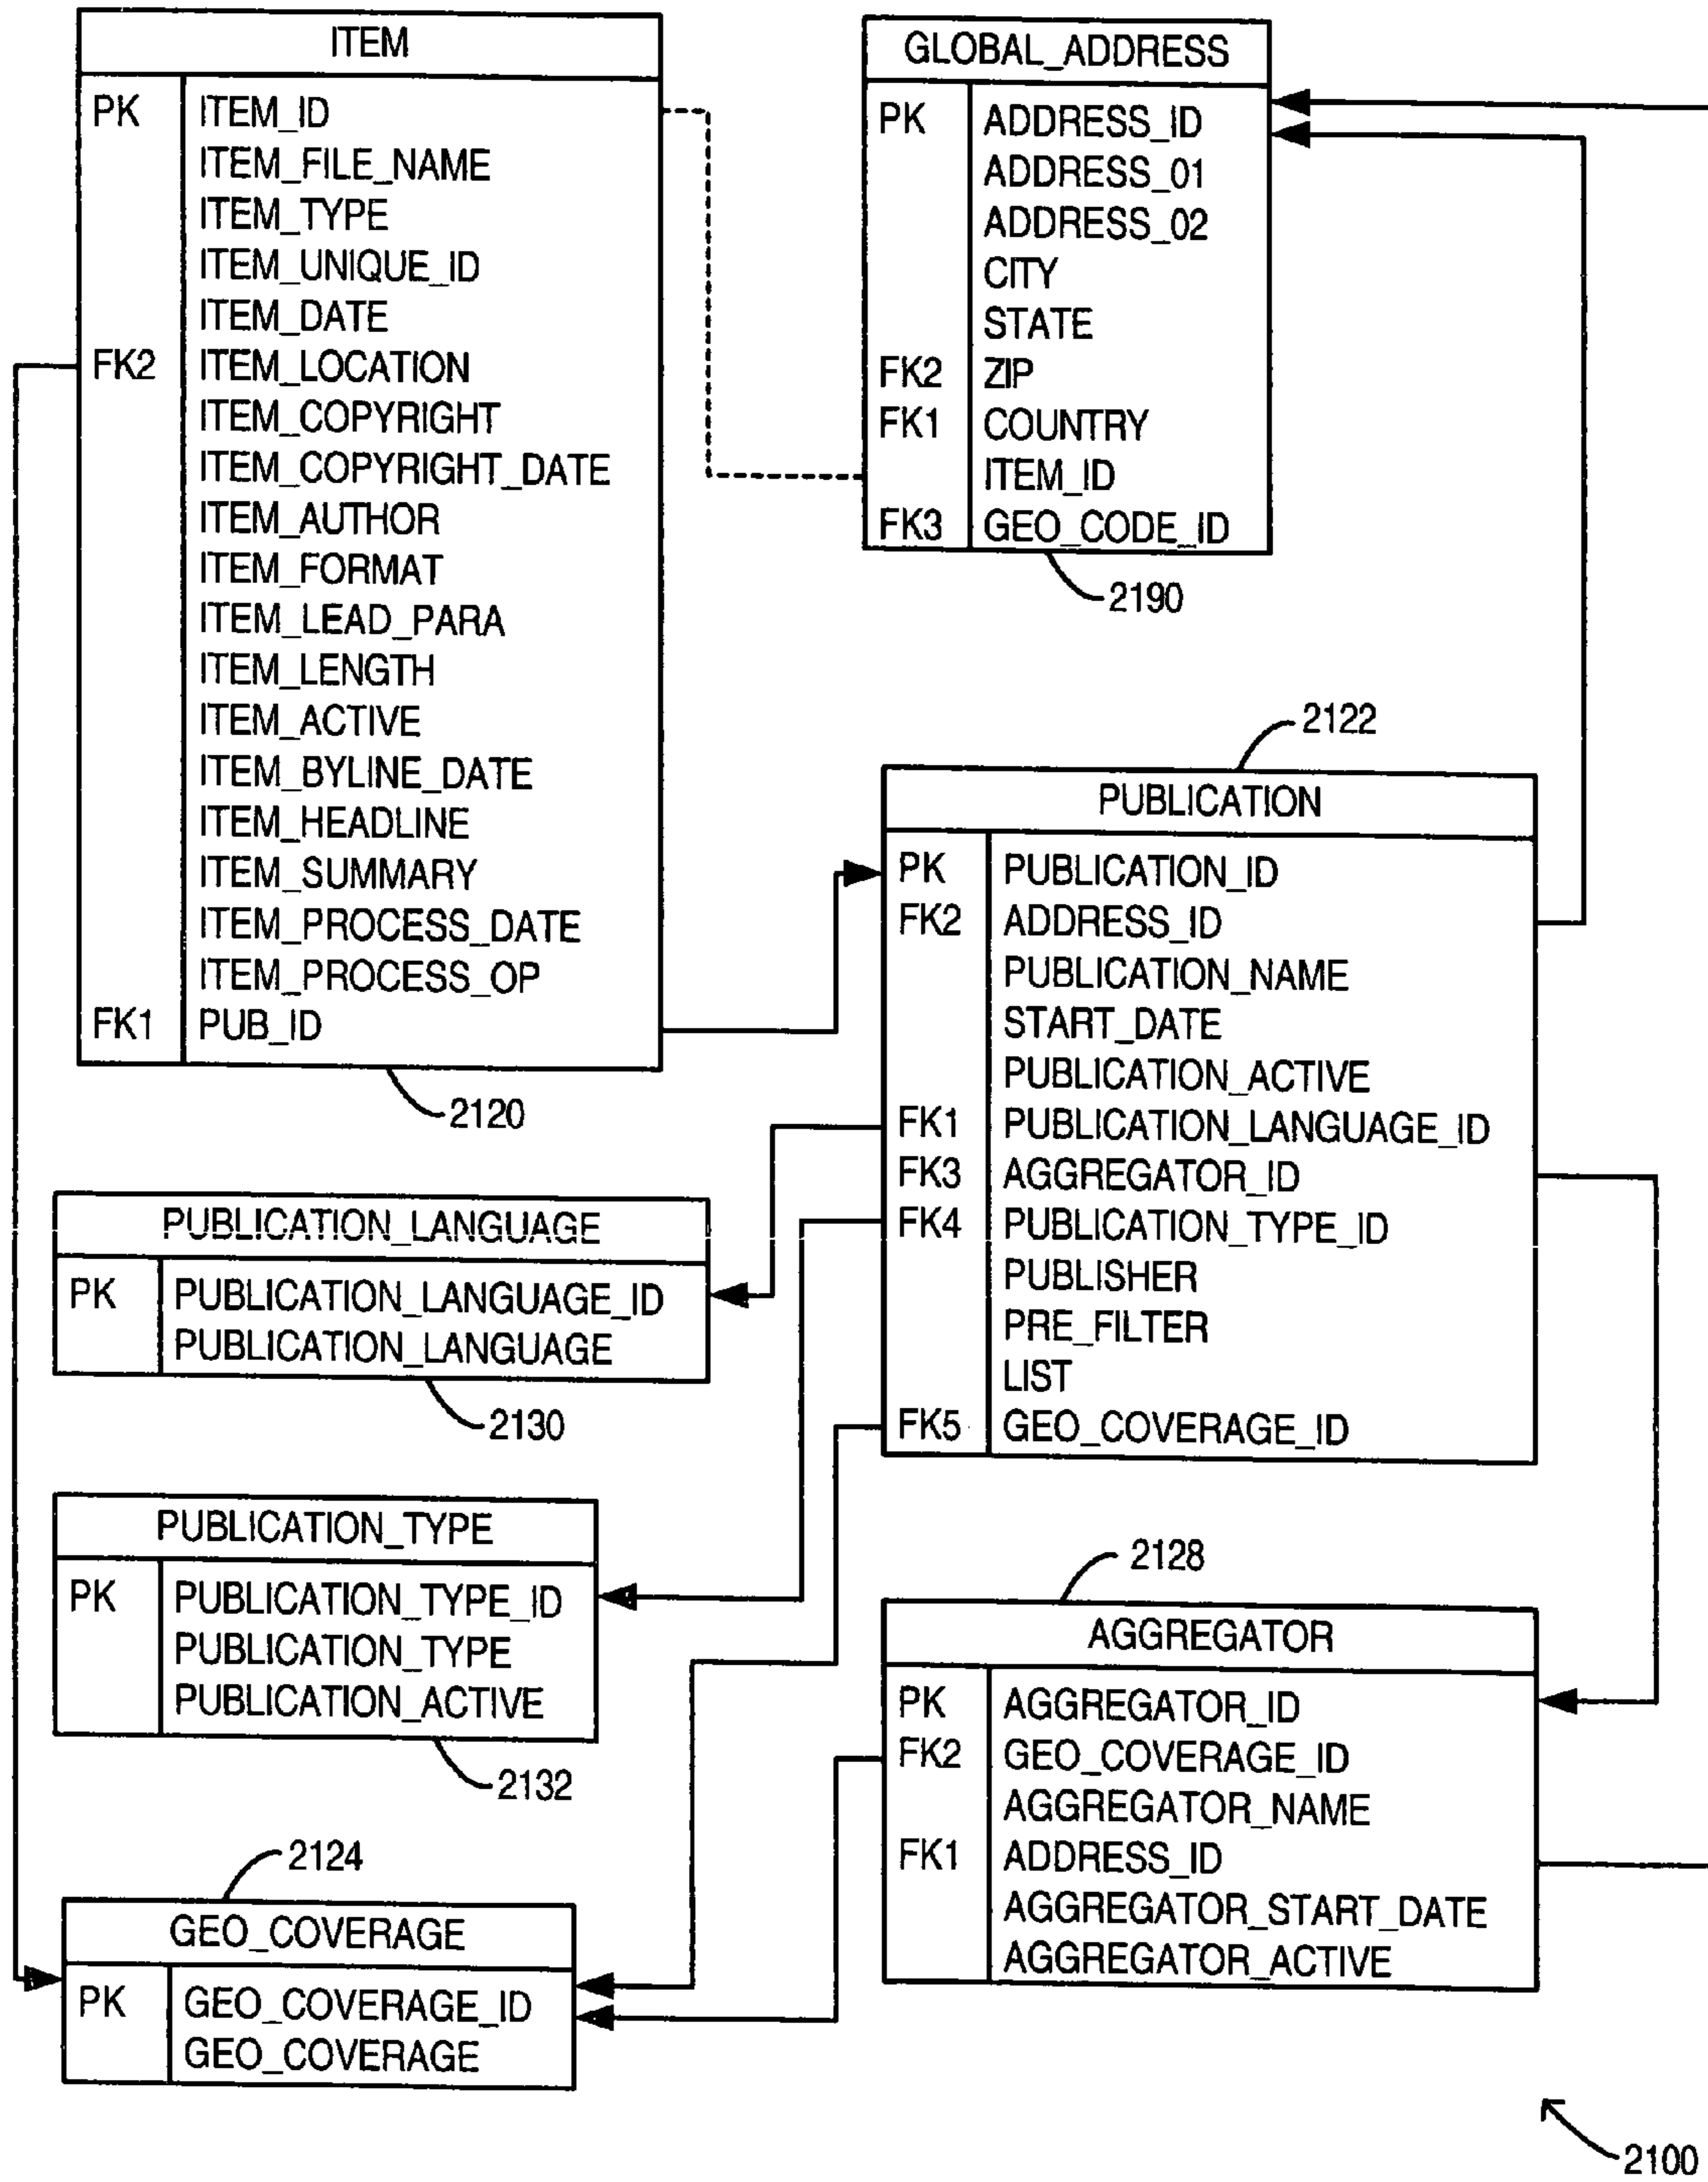 ITEM
PK ITEM_ID
ITEM_FILE_NAME
ITEM_TYPE
ITEM_UNIQUE_ID
ITEM_DATE
FK2 ITEM_LOCATION
ITEM_COPYRIGHT
ITEM_COPYRIGHT_DATE
ITEM_AUTHOR
ITEM_FORMAT
ITEM_LEAD_PARA
ITEM_LENGTH
ITEM_ACTIVE
ITEM_BYLINE_DATE
ITEM_HEADLINE
ITEM_SUMMARY
ITEM_PROCESS_DATE
ITEM_PROCESS_OP
FK1 PUB_ID
2120
GLOBAL_ADDRESS
PK ADDRESS_ID
ADDRESS_01
ADDRESS_02
CITY
STATE
FK2 ZIP
FK1 COUNTRY
ITEM_ID
FK3 GEO_CODE_ID
2190
2122
PUBLICATION
PK PUBLICATION_ID
FK2 ADDRESS_ID
PUBLICATION_NAME
START_DATE
PUBLICATION_ACTIVE
FK1 PUBLICATION_LANGUAGE_ID
FK3 AGGREGATOR_ID
FK4 PUBLICATION_TYPE_ID
PUBLISHER
PRE_FILTER
LIST
FK5 GEO_COVERAGE_ID
PUBLICATION_LANGUAGE
PK PUBLICATION_LANGUAGE_ID
PUBLICATION_LANGUAGE
2130
PUBLICATION_TYPE
PK PUBLICATION_TYPE_ID
PUBLICATION_TYPE
PUBLICATION_ACTIVE
2132
2128
AGGREGATOR
PK AGGREGATOR_ID
FK2 GEO_COVERAGE_ID
AGGREGATOR_NAME
FK1 ADDRESS_ID
AGGREGATOR_START_DATE
AGGREGATOR_ACTIVE
2124
GEO_COVERAGE
PK GEO_COVERAGE_ID
GEO_COVERAGE
2100